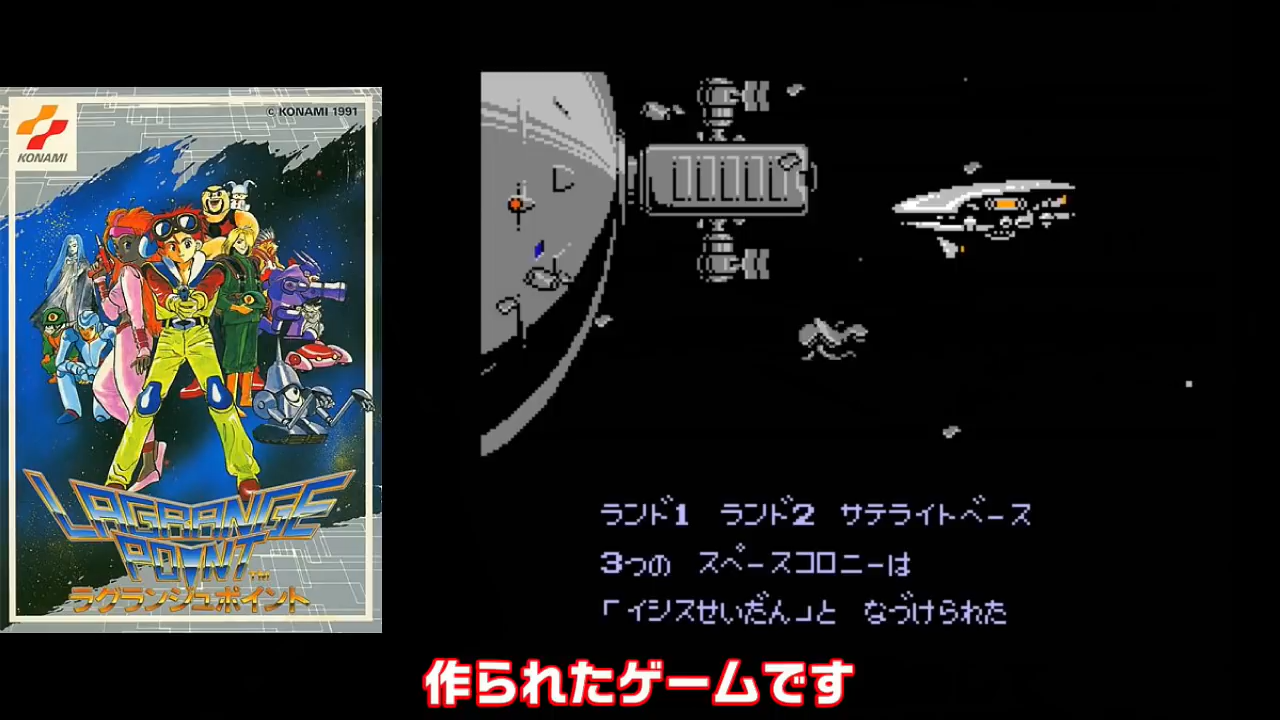 KONAMI
© KONAMI 1991
LAGRANGE
POINT™
ラグランジュポイント
ランド1 ランド2 サテライトベース
3つの スペースコロニーは
「イシスせいだん」と なづけられた
作られたゲームです